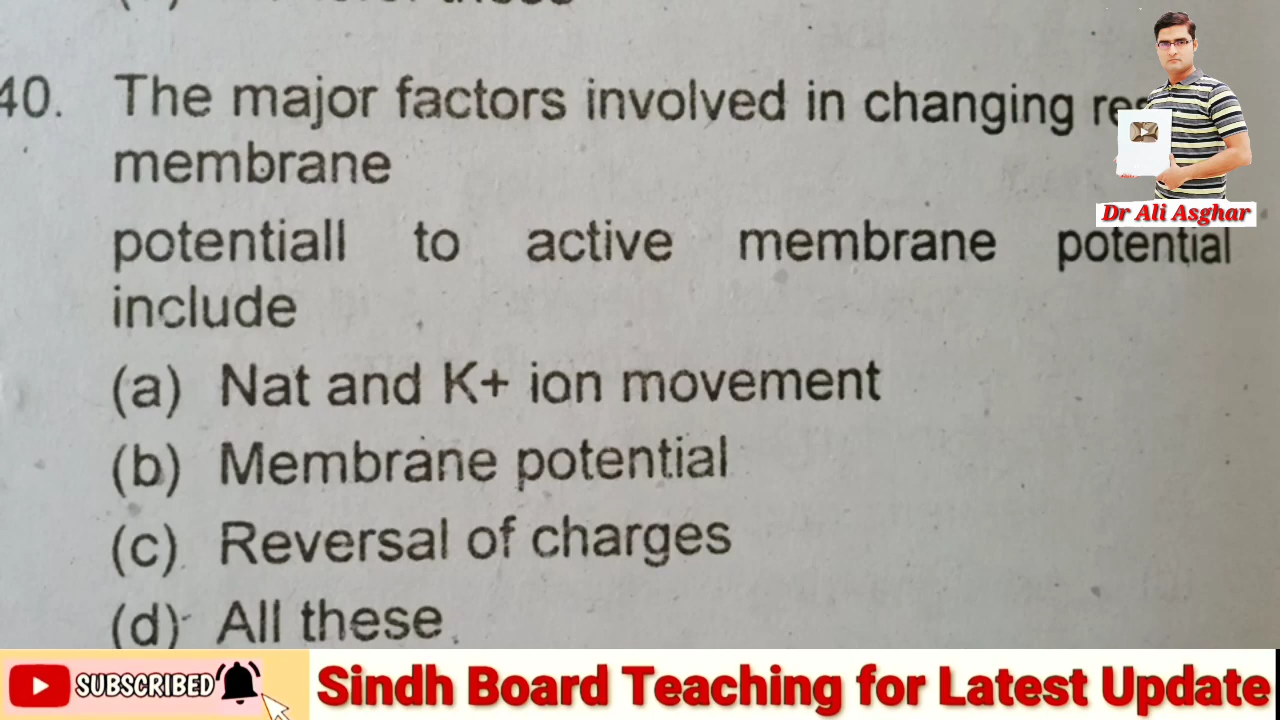 40. The major factors involved in changing
membrane
potentiall to active membrane potential
include
(a) Nat and K+ ion movement
(b) Membrane potential
(c) Reversal of charges
(d) All these
Dr Ali Asghar
SUBSCRIBED
Sindh Board Teaching for Latest Update